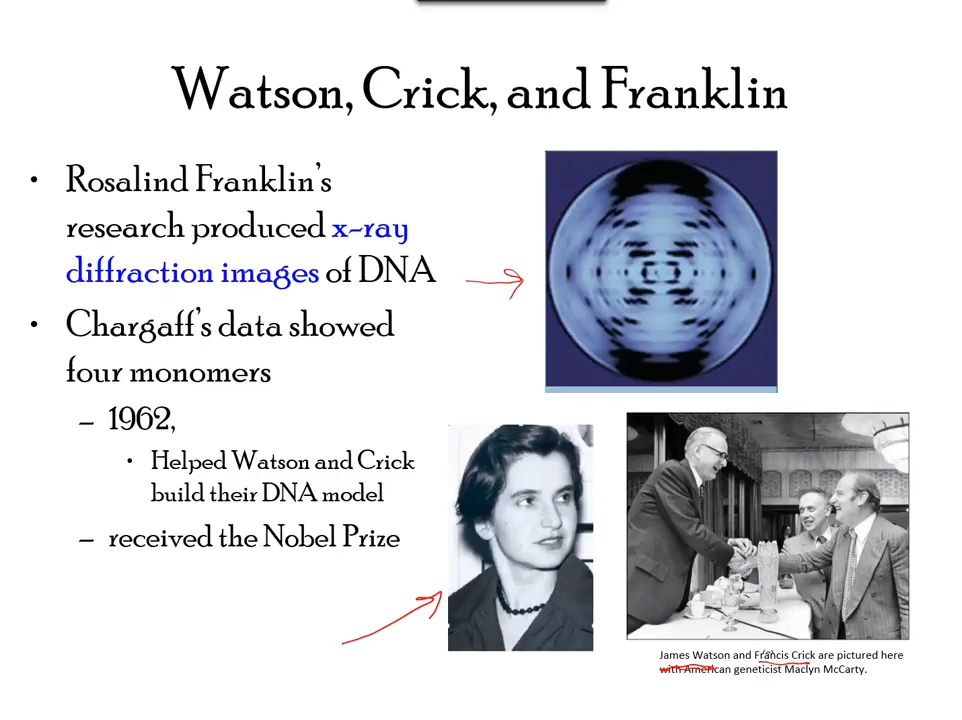 Watson, Crick, and Franklin
• Rosalind Franklin's
research produced x-ray
diffraction images of DNA
• Chargaff's data showed
four monomers
– 1962,
• Helped Watson and Crick
build their DNA model
– received the Nobel Prize
James Watson and Francis Crick are pictured here
with American geneticist Maclyn McCarty.